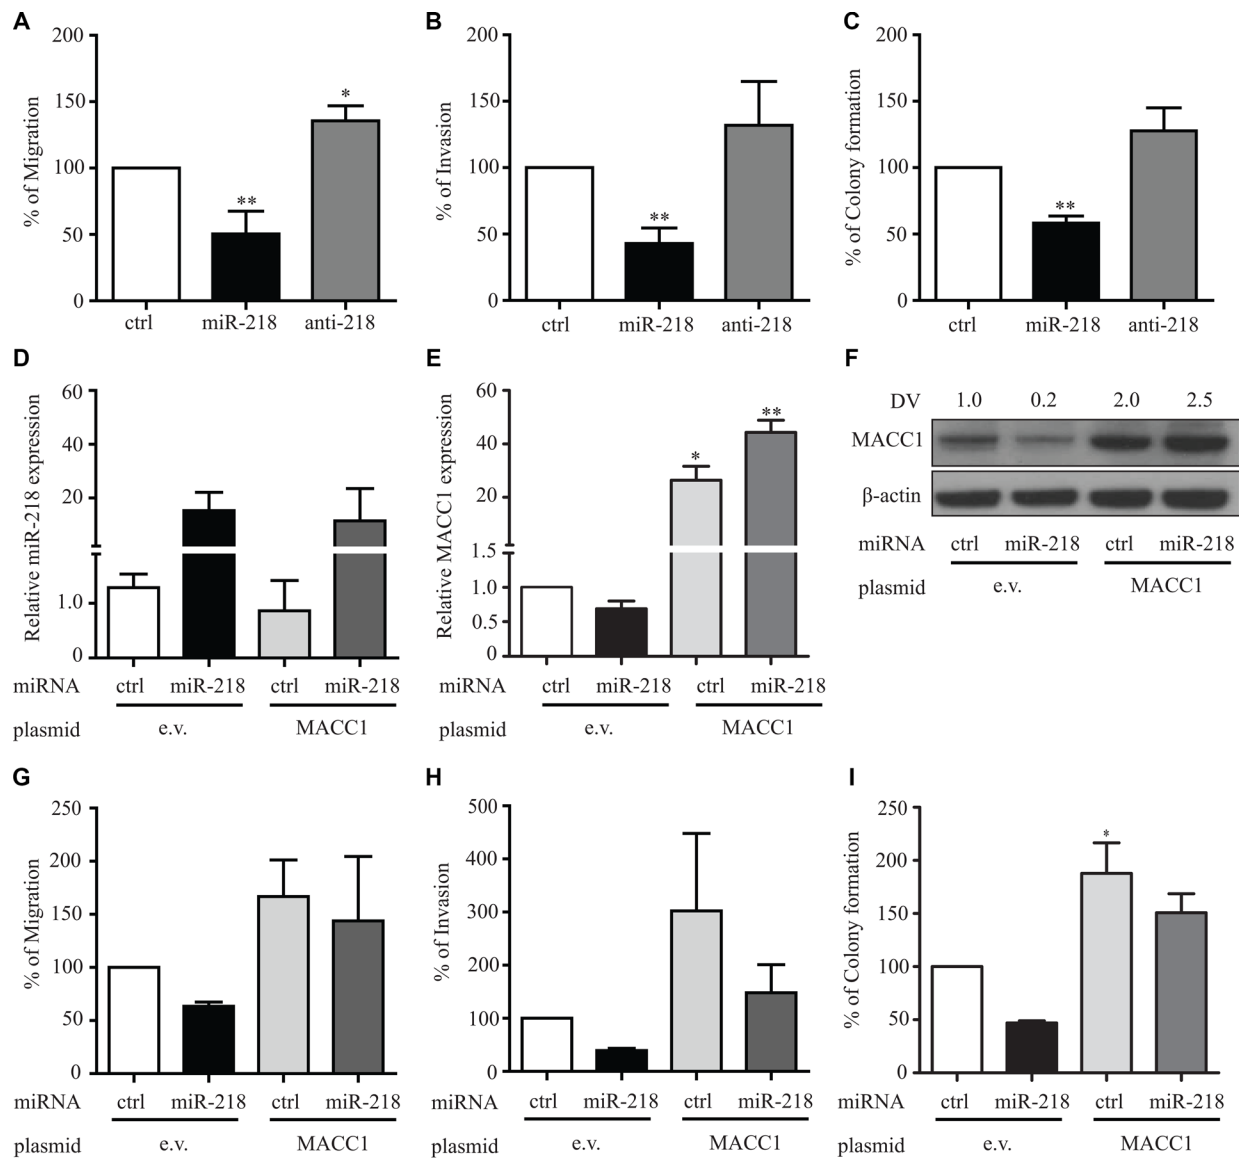 A
% of Migration
200
150
100
50
0
**
*
ctrl miR-218 anti-218
B
% of Invasion
200
150
100
50
0
**
ctrl miR-218 anti-218
C
% of Colony formation
200
150
100
50
0
**
ctrl miR-218 anti-218
D
Relative miR-218 expression
60
40
20
1.0
0
miRNA ctrl miR-218 ctrl miR-218
plasmid e.v. MACC1
E
Relative MACC1 expression
60
40
20
1.5
1.0
0.5
0
*
**
ctrl miR-218 ctrl miR-218
e.v. MACC1
F
DV 1.0 0.2 2.0 2.5
MACC1
β-actin
miRNA ctrl miR-218 ctrl miR-218
plasmid e.v. MACC1
G
% of Migration
250
200
150
100
50
0
miRNA ctrl miR-218 ctrl miR-218
plasmid e.v. MACC1
H
% of Invasion
500
400
300
200
100
0
miRNA ctrl miR-218 ctrl miR-218
plasmid e.v. MACC1
I
% of Colony formation
250
200
150
100
50
0
*
miRNA ctrl miR-218 ctrl miR-218
plasmid e.v. MACC1